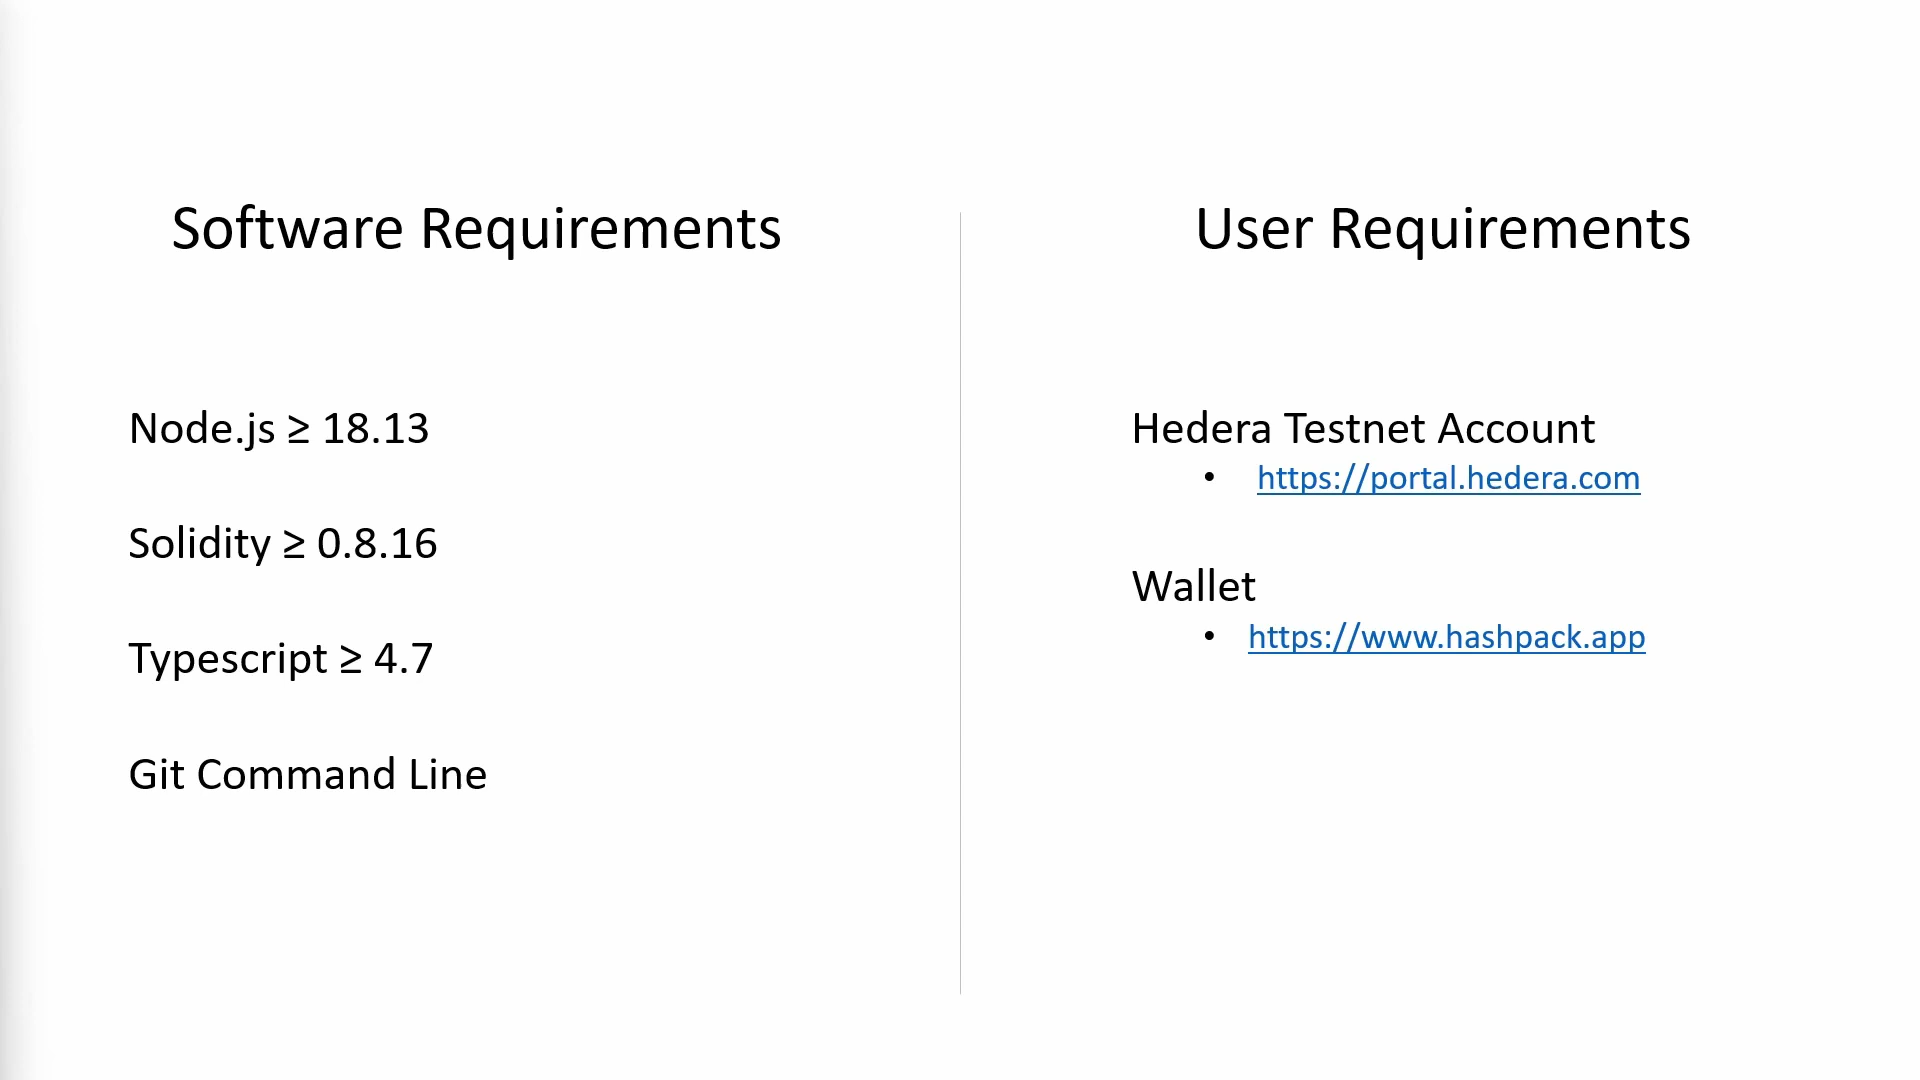 Software Requirements
Node.js ≥ 18.13
Solidity ≥ 0.8.16
Typescript ≥ 4.7
Git Command Line
User Requirements
Hedera Testnet Account
• https://portal.hedera.com
Wallet
• https://www.hashpack.app